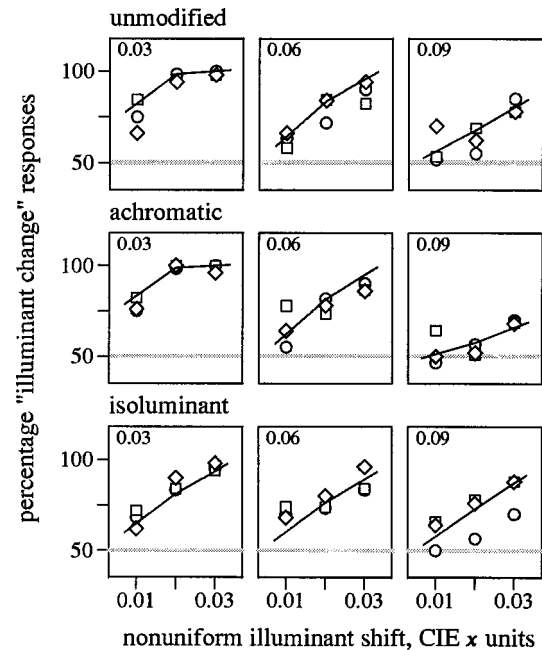 unmodified
0.03 0.06 0.09
100
50
achromatic
0.03 0.06 0.09
100
50
isoluminant
0.03 0.06 0.09
100
50
0.01 0.03 0.01 0.03 0.01 0.03
nonuniform illuminant shift, CIE x units
percentage "illuminant change" responses